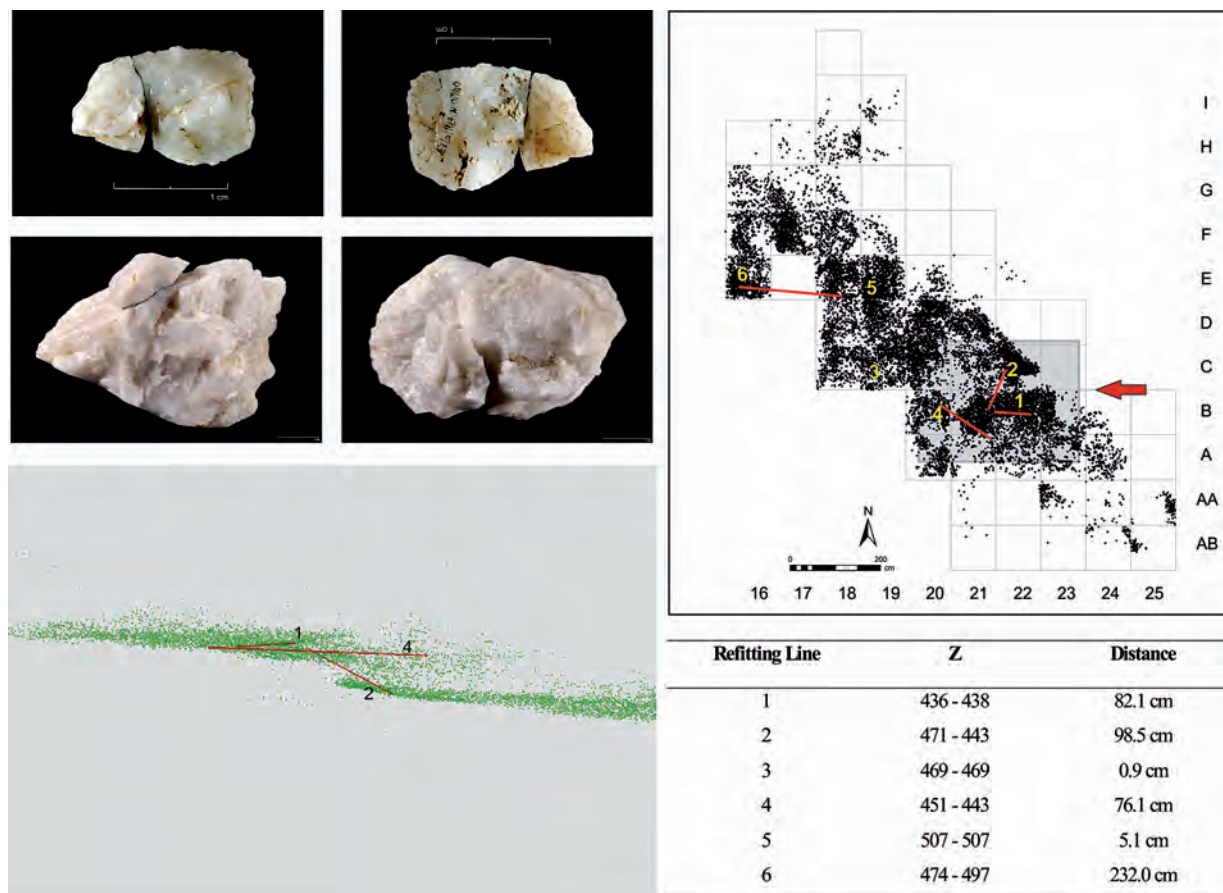 1 cm
1 cm
1
4
2
I
H
G
F
E
D
C
B
A
AA
AB
6
5
3
2
1
4
N
0 200
cm
16 17 18 19 20 21 22 23 24 25
Refitting Line Z Distance
1 436 - 438 82.1 cm
2 471 - 443 98.5 cm
3 469 - 469 0.9 cm
4 451 - 443 76.1 cm
5 507 - 507 5.1 cm
6 474 - 497 232.0 cm